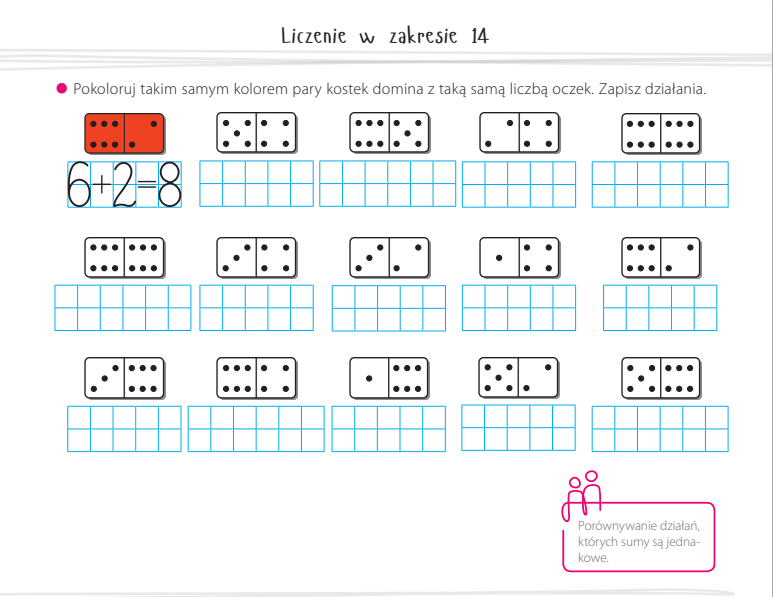 Liczenie w zakresie 14
Pokoloruj takim samym kolorem pary kostek domina z taką samą liczbą oczek. Zapisz działania.
6+2=8
Porównywanie działań,
których sumy są jedna-
kowe.